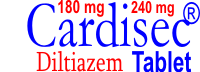 180 mg 240 mg
Cardisec®
Diltiazem Tablet